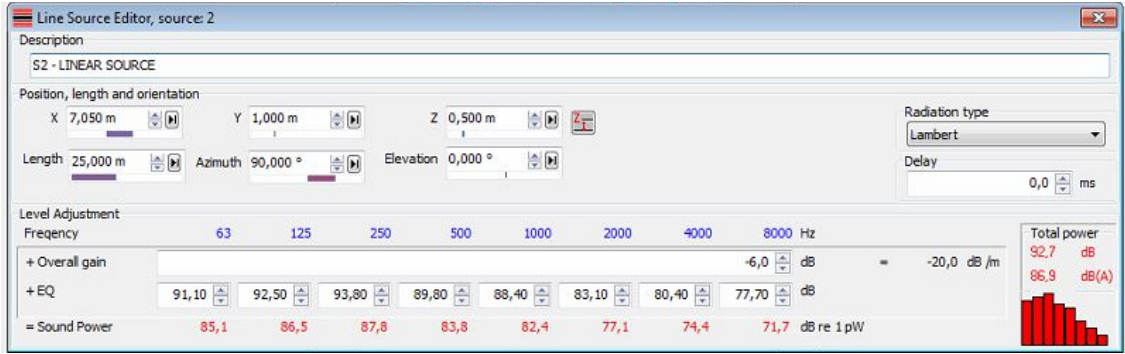 Line Source Editor, source: 2
Description
S2 - LINEAR SOURCE
Position, length and orientation
X 7,050 m Y 1,000 m Z 0,500 m Z
Radiation type
Lambert
Length 25,000 m Azimuth 90,000 ° Elevation 0,000 °
Delay
0,0 ms
Level Adjustment
Freqency 63 125 250 500 1000 2000 4000 8000 Hz
Total power
+ Overall gain -6,0 dB = -20,0 dB /m
92,7 dB
86,9 dB(A)
+ EQ 91,10 92,50 93,80 89,80 88,40 83,10 80,40 77,70 dB
= Sound Power 85,1 86,5 87,8 83,8 82,4 77,1 74,4 71,7 dB re 1 pW